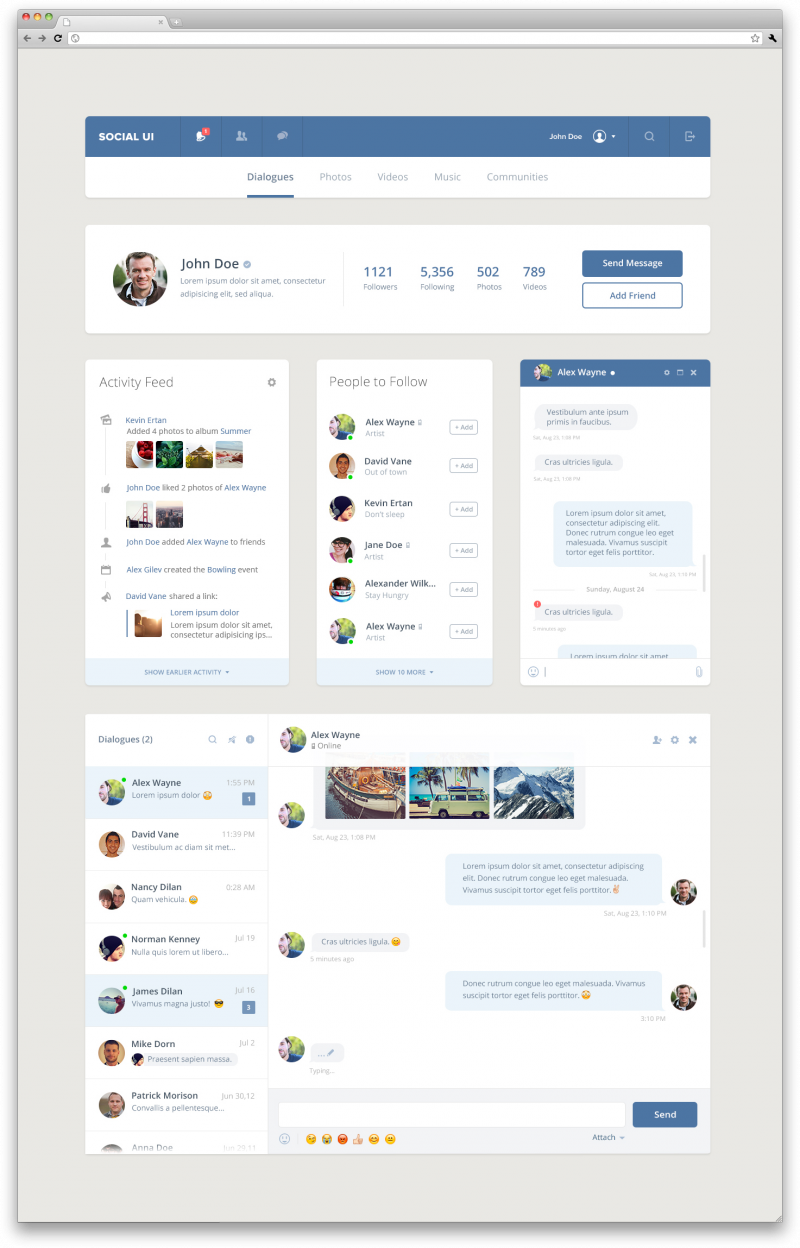 SOCIAL UI
1
John Doe
Dialogues
Photos
Videos
Music
Communities
John Doe
Lorem ipsum dolor sit amet, consectetur
adipisicing elit, sed aliqua.
1121
Followers
5,356
Following
502
Photos
789
Videos
Send Message
Add Friend
Activity Feed
Kevin Ertan
Added 4 photos to album Summer
John Doe liked 2 photos of Alex Wayne
John Doe added Alex Wayne to friends
Alex Gilev created the Bowling event
David Vane shared a link:
Lorem ipsum dolor
Lorem ipsum dolor sit amet,
consectetur adipisicing ips...
SHOW EARLIER ACTIVITY
People to Follow
Alex Wayne
Artist
+ Add
David Vane
Out of town
+ Add
Kevin Ertan
Don't sleep
+ Add
Jane Doe
Artist
+ Add
Alexander Wilk...
Stay Hungry
+ Add
Alex Wayne
Artist
+ Add
SHOW 10 MORE
Alex Wayne
Vestibulum ante ipsum
primis in faucibus.
Sat, Aug 23, 1:08 PM
Cras ultricies ligula.
Sat, Aug 23, 1:08 PM
Lorem ipsum dolor sit amet,
consectetur adipiscing elit.
Donec rutrum congue leo eget
malesuada. Vivamus suscipit
tortor eget felis porttitor.
Sat, Aug 23, 1:10 PM
Sunday, August 24
Cras ultricies ligula.
5 minutes ago
Lorem ipsum dolor sit amet
Dialogues (2)
Alex Wayne
1:55 PM
Lorem ipsum dolor 😳
1
David Vane
11:39 PM
Vestibulum ac diam sit met...
Nancy Dilan
0:28 AM
Quam vehicula. 😄
Norman Kenney
Jul 19
Nulla quis lorem ut libero...
James Dilan
Jul 16
Vivamus magna justo! 😎
3
Mike Dorn
Jul 2
Praesent sapien massa.
Patrick Morison
Jun 30,12
Convallis a pellentesque...
Anna Doe
Jun 29,11
Alex Wayne
Online
Sat, Aug 23, 1:08 PM
Lorem ipsum dolor sit amet, consectetur adipiscing
elit. Donec rutrum congue leo eget malesuada.
Vivamus suscipit tortor eget felis porttitor.✌
Sat, Aug 23, 1:10 PM
Cras ultricies ligula. 😋
5 minutes ago
Donec rutrum congue leo eget malesuada. Vivamus
suscipit tortor eget felis porttitor. 😳
3:10 PM
....
Typing...
Send
Attach